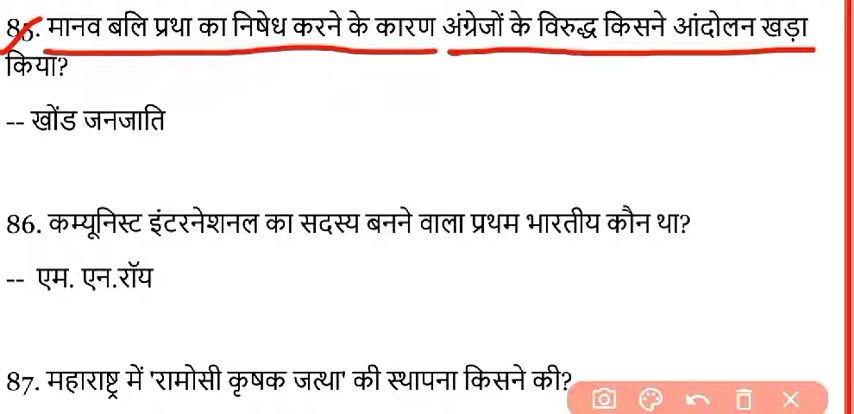 85. मानव बलि प्रथा का निषेध करने के कारण अंग्रेजों के विरुद्ध किसने आंदोलन खड़ा
किया?
-- खोंड जनजाति
86. कम्यूनिस्ट इंटरनेशनल का सदस्य बनने वाला प्रथम भारतीय कौन था?
-- एम. एन.रॉय
87. महाराष्ट्र में 'रामोसी कृषक जत्था' की स्थापना किसने की?